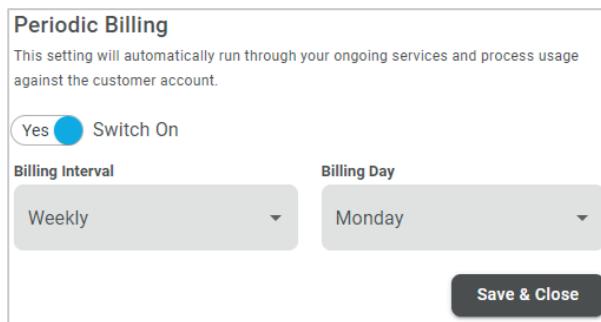 Periodic Billing
This setting will automatically run through your ongoing services and process usage
against the customer account.
Yes Switch On
Billing Interval Billing Day
Weekly Monday
Save & Close